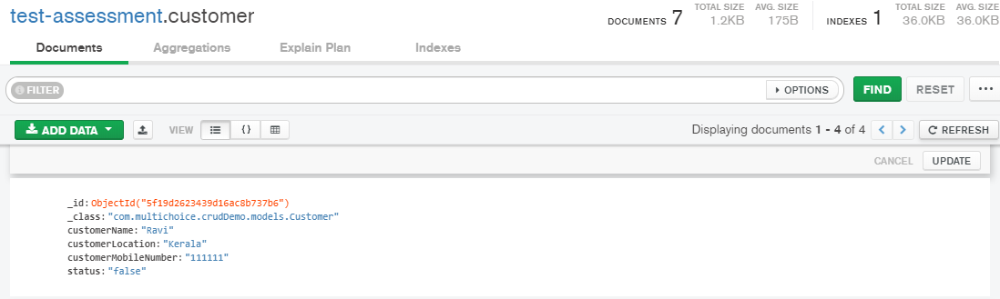 test-assessment.customer
DOCUMENTS 7 TOTAL SIZE 1.2KB AVG. SIZE 175B INDEXES 1 TOTAL SIZE 36.0KB AVG. SIZE 36.0KB
Documents Aggregations Explain Plan Indexes
FILTER OPTIONS FIND RESET ...
ADD DATA VIEW {} Displaying documents 1 - 4 of 4 < > REFRESH
CANCEL UPDATE
_id: ObjectId("5f19d2623439d16ac8b737b6")
_class: "com.multichoice.crudDemo.models.Customer"
customerName: "Ravi"
customerLocation: "Kerala"
customerMobileNumber: "111111"
status: "false"